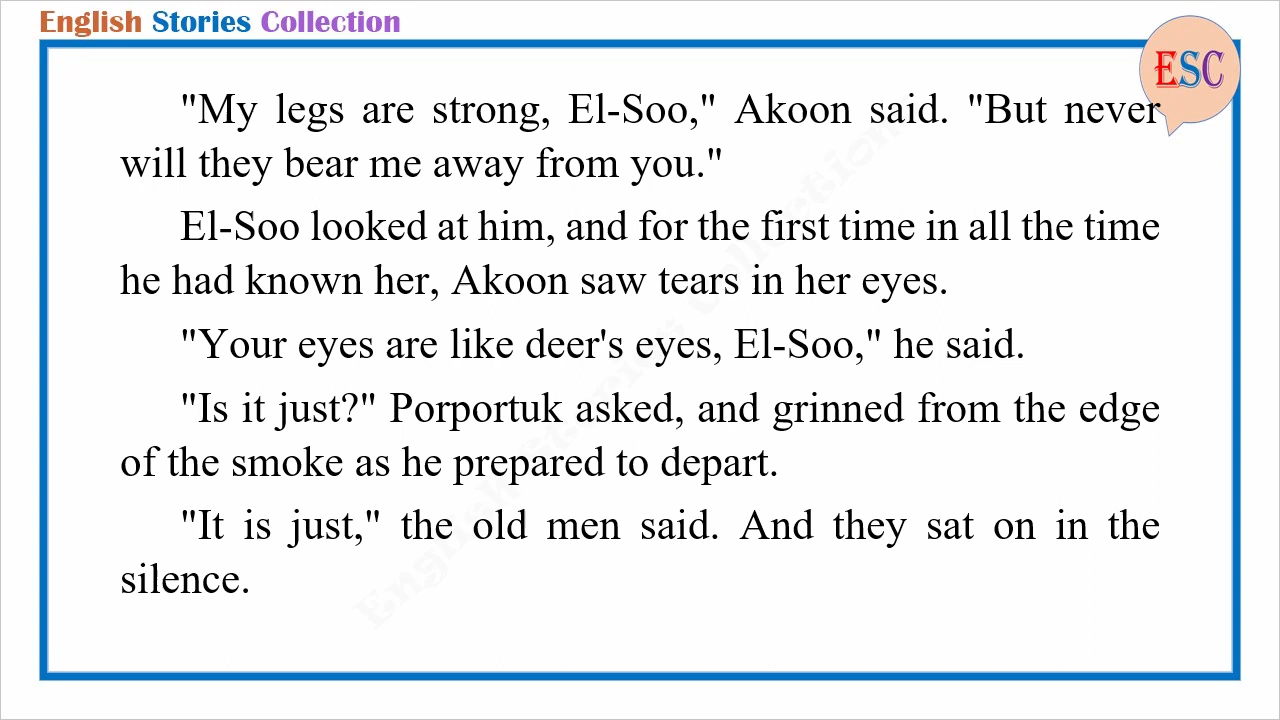 English Stories Collection
ESC
"My legs are strong, El-Soo," Akoon said. "But never
will they bear me away from you."
El-Soo looked at him, and for the first time in all the time
he had known her, Akoon saw tears in her eyes.
"Your eyes are like deer's eyes, El-Soo," he said.
"Is it just?" Porportuk asked, and grinned from the edge
of the smoke as he prepared to depart.
"It is just," the old men said. And they sat on in the
silence.
English Stories Collection